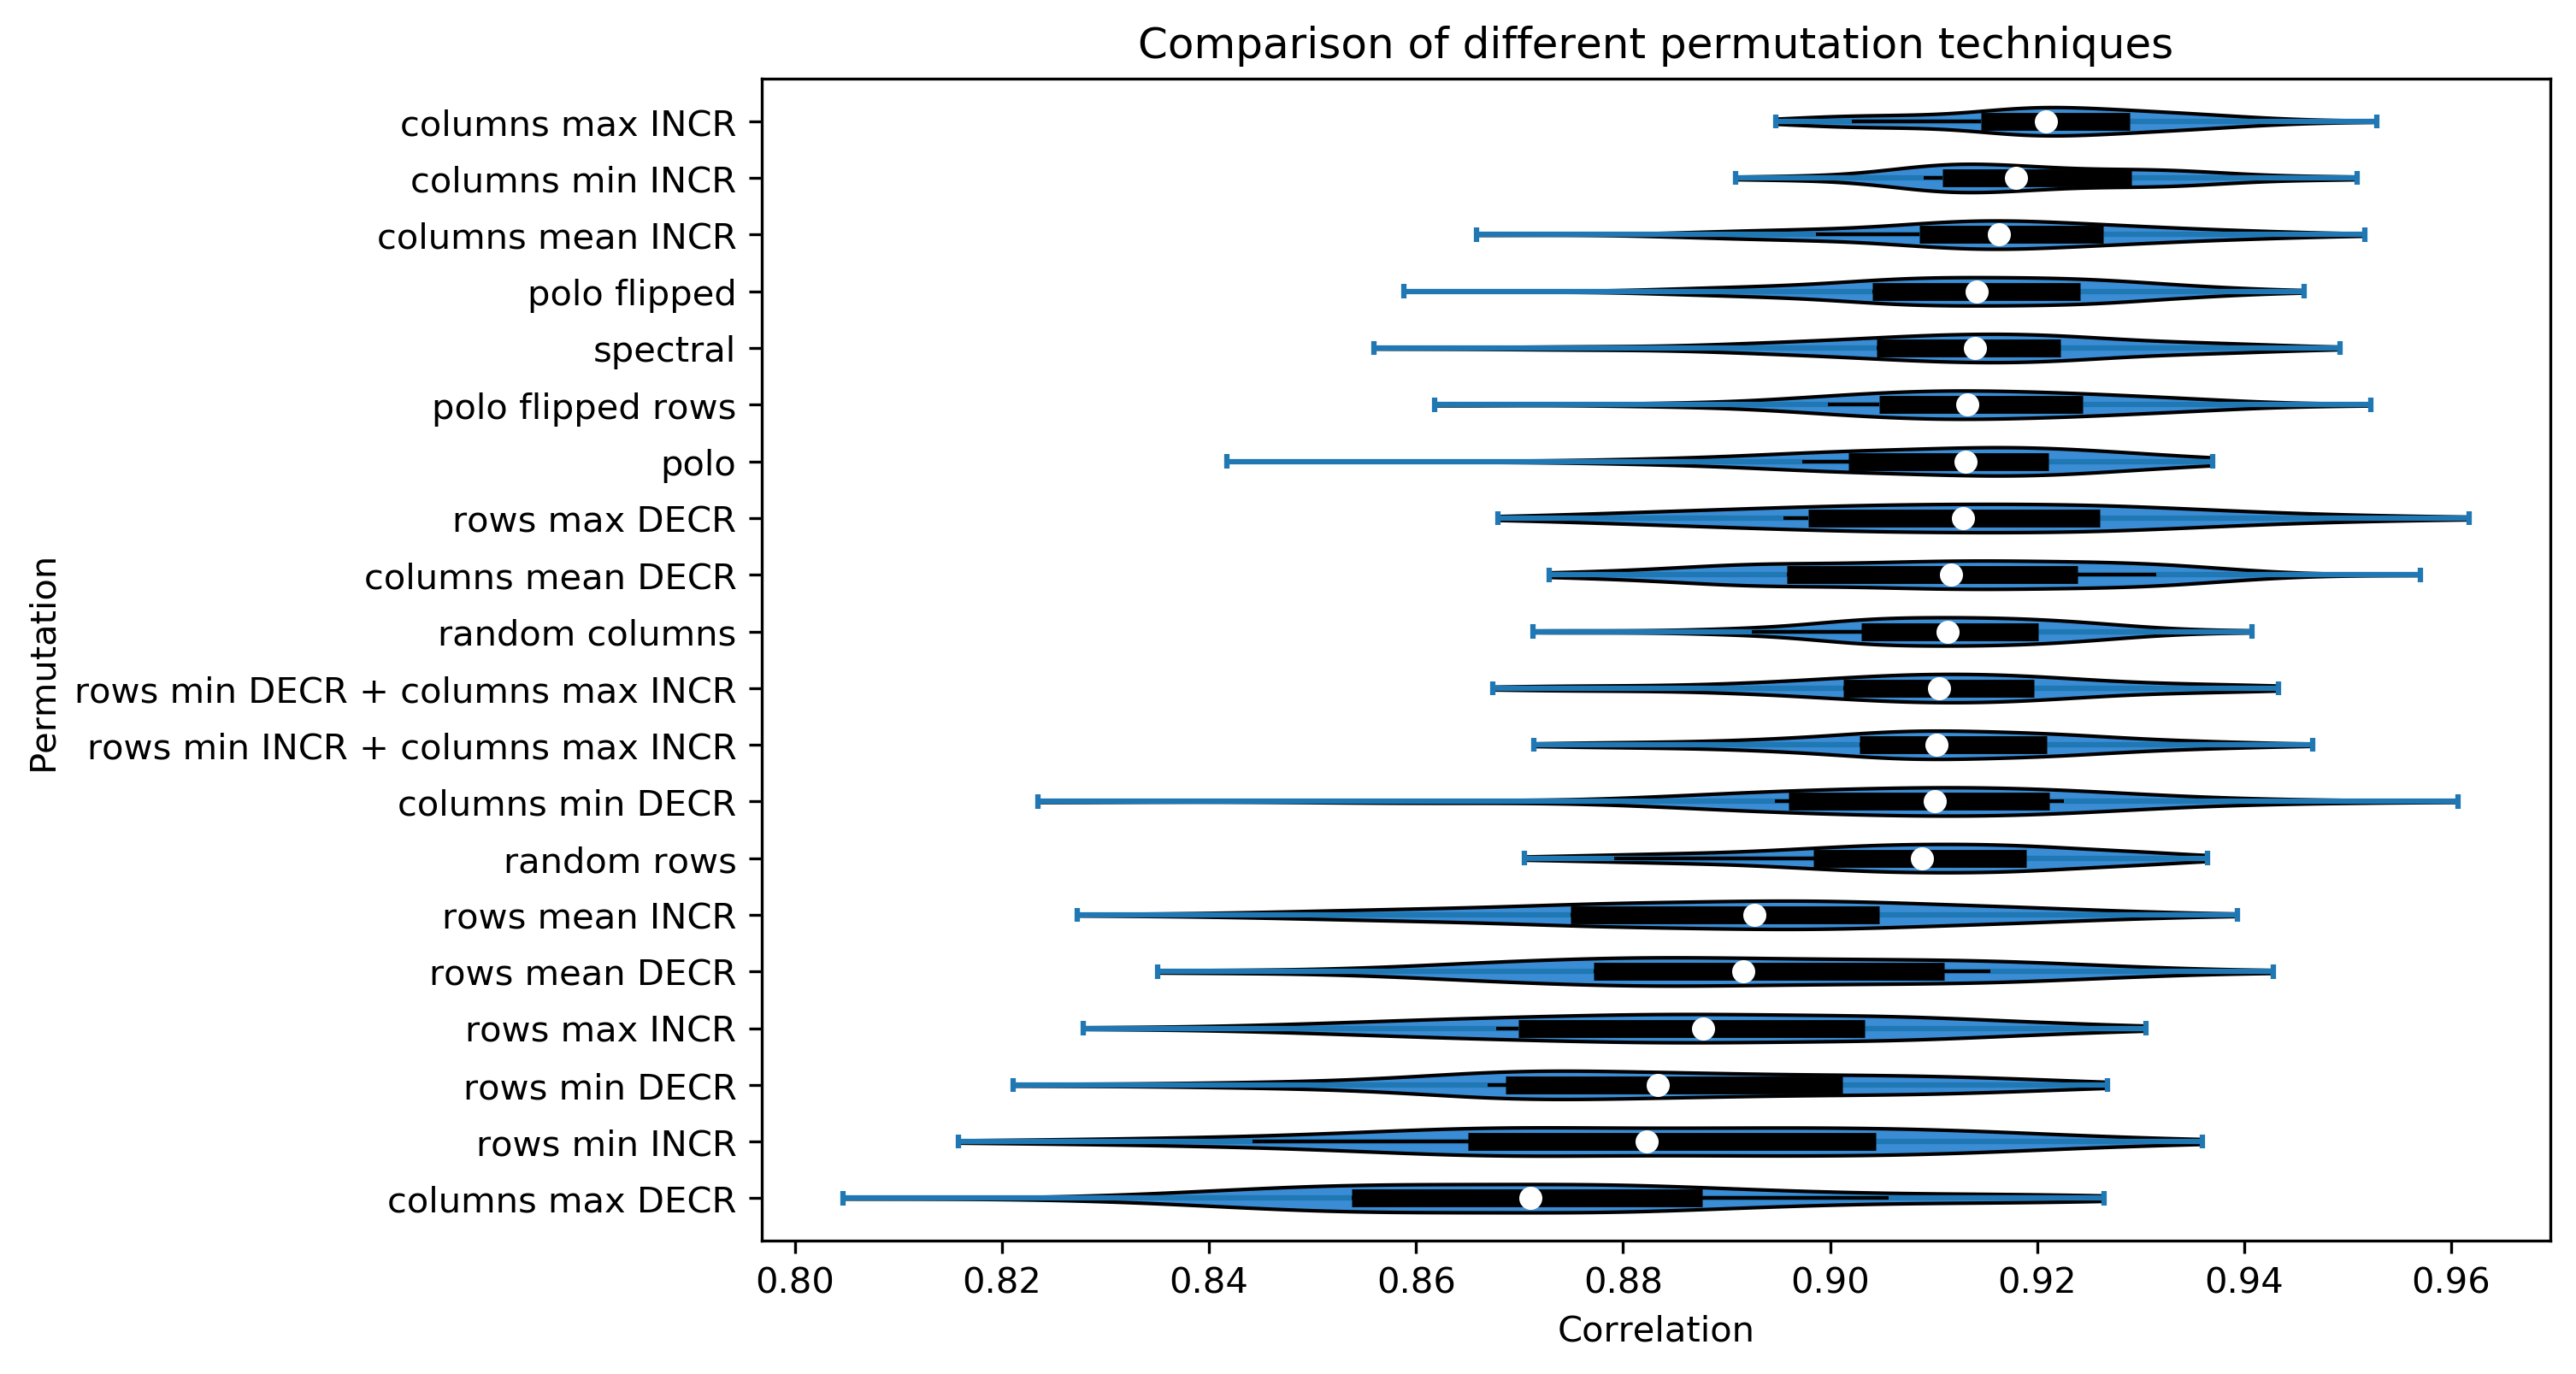 Comparison of different permutation techniques
Permutation
columns max INCR
columns min INCR
columns mean INCR
polo flipped
spectral
polo flipped rows
polo
rows max DECR
columns mean DECR
random columns
rows min DECR + columns max INCR
rows min INCR + columns max INCR
columns min DECR
random rows
rows mean INCR
rows mean DECR
rows max INCR
rows min DECR
rows min INCR
columns max DECR
0.80 0.82 0.84 0.86 0.88 0.90 0.92 0.94 0.96
Correlation